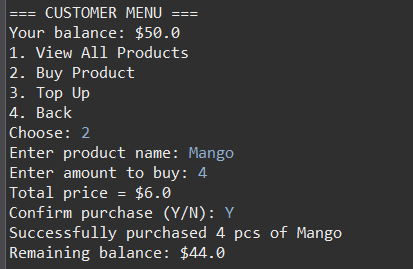 === CUSTOMER MENU ===
Your balance: $50.0
1. View All Products
2. Buy Product
3. Top Up
4. Back
Choose: 2
Enter product name: Mango
Enter amount to buy: 4
Total price = $6.0
Confirm purchase (Y/N): Y
Successfully purchased 4 pcs of Mango
Remaining balance: $44.0